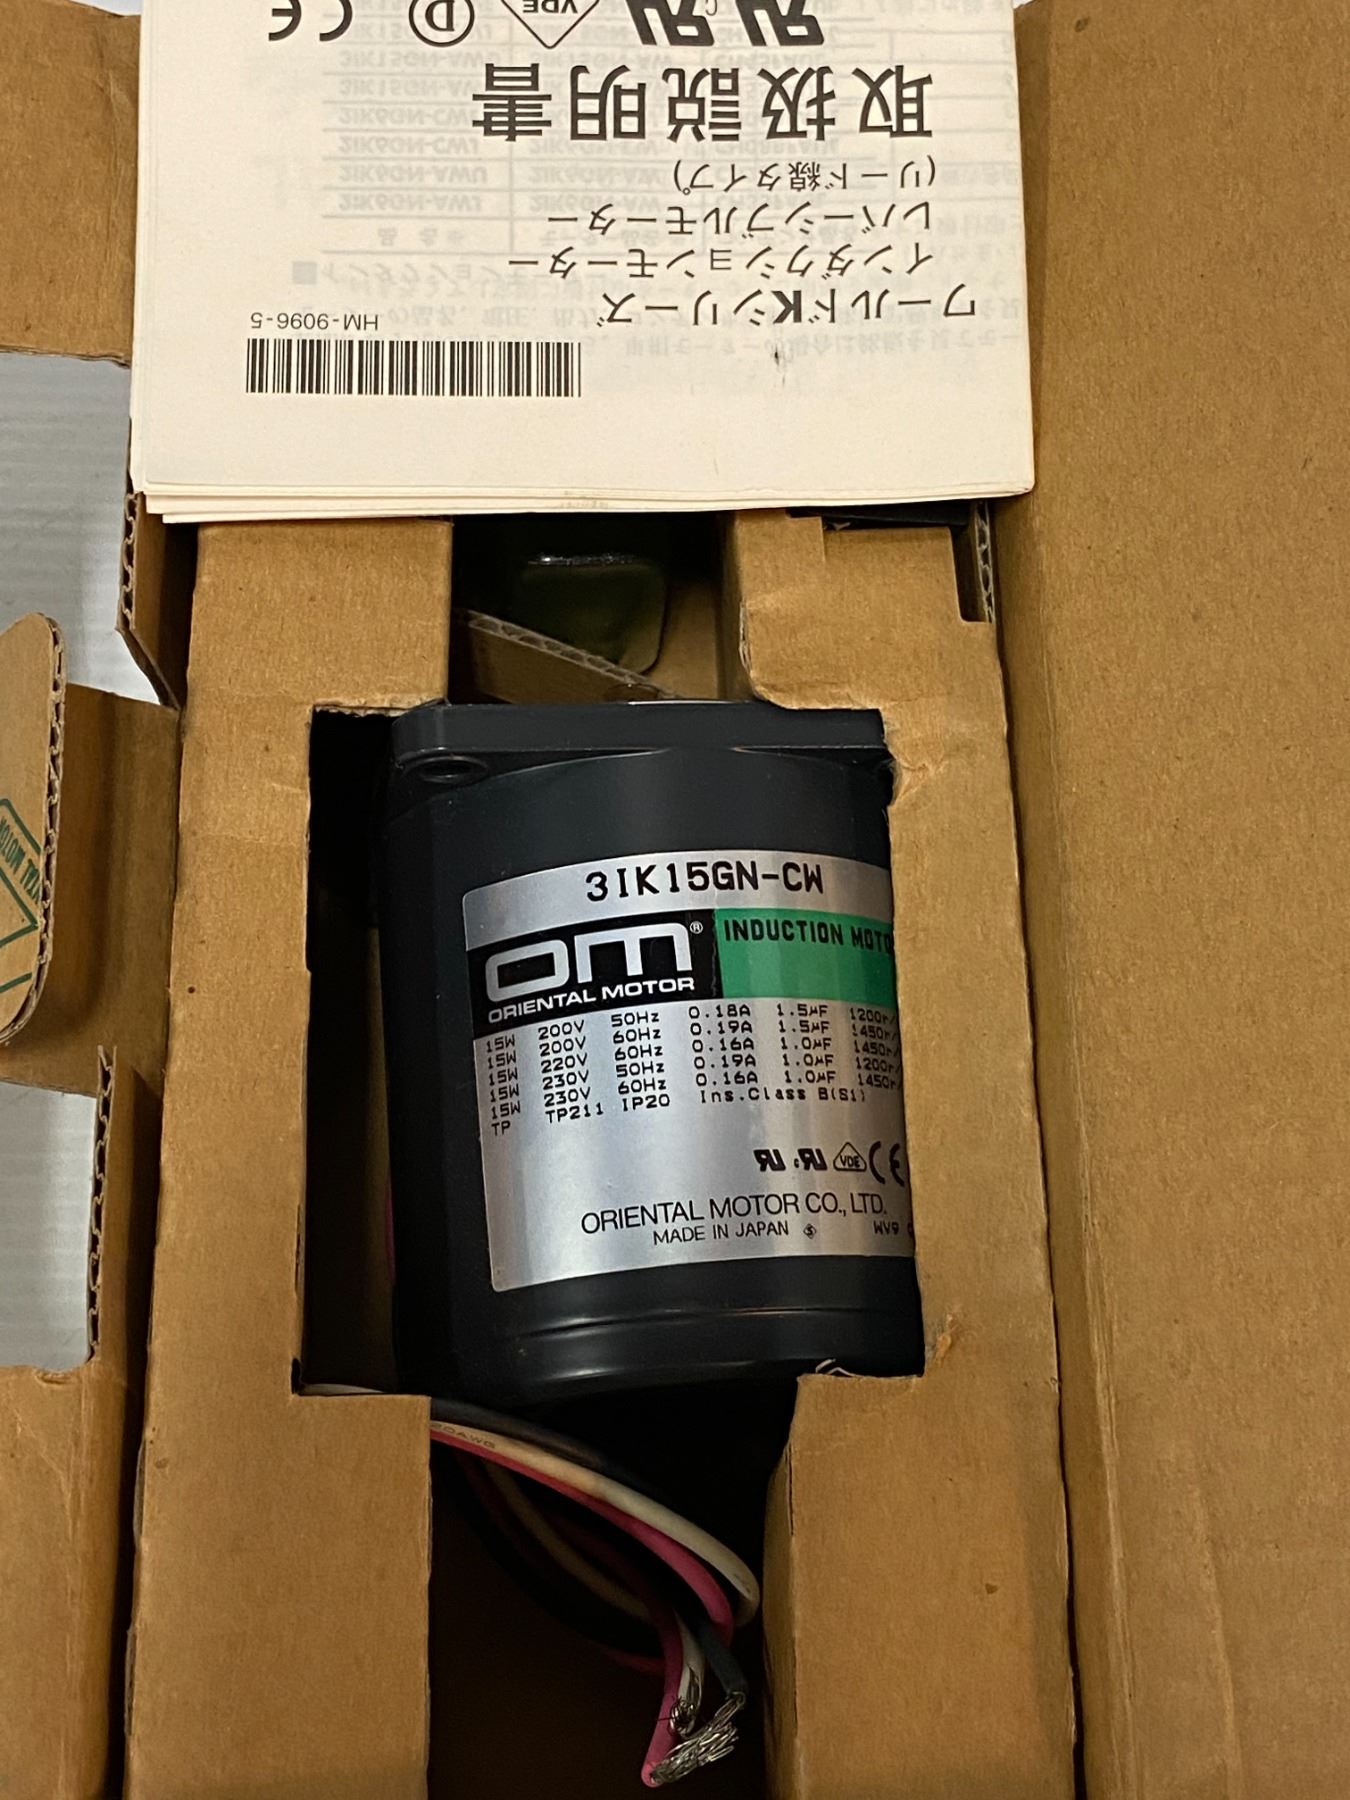 取扱説明書
(リード線タイプ)
レバーシブルモーター
インダクションモーター
ワールドKシリーズ
HM-9096-5
3IK15GN-CW
OM®
ORIENTAL MOTOR
INDUCTION MOTO
15W 200V 50Hz 0.18A 1.5μF 1200r/
15W 200V 60Hz 0.19A 1.5μF 1450r/
15W 220V 60Hz 0.16A 1.0μF 1450r/
15W 230V 50Hz 0.19A 1.0μF 1200r/
15W 230V 60Hz 0.16A 1.0μF 1450r/
TP TP211 IP20 Ins.Class B(S1)
VDE CE
ORIENTAL MOTOR CO., LTD.
MADE IN JAPAN S WV9
20AWG